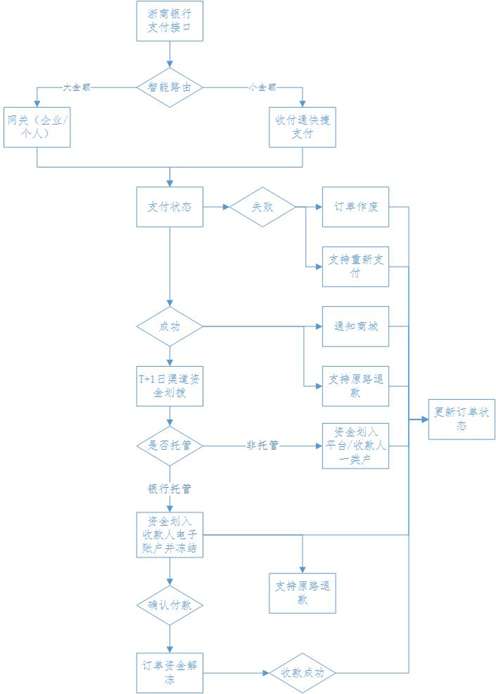 浙商银行
支付接口
智能路由
大金额
小金额
网关（企业/
个人）
收付通快捷
支付
支付状态
失败
订单作废
支持重新支
付
成功
通知商城
T+1日渠道资
金划拨
支持原路退
款
更新订单状
态
是否托管
非托管
资金划入
平台/收款人
一类户
银行托管
资金划入
收款人电子
账户并冻结
支持原路退
款
确认付款
订单资金解
冻
收款成功